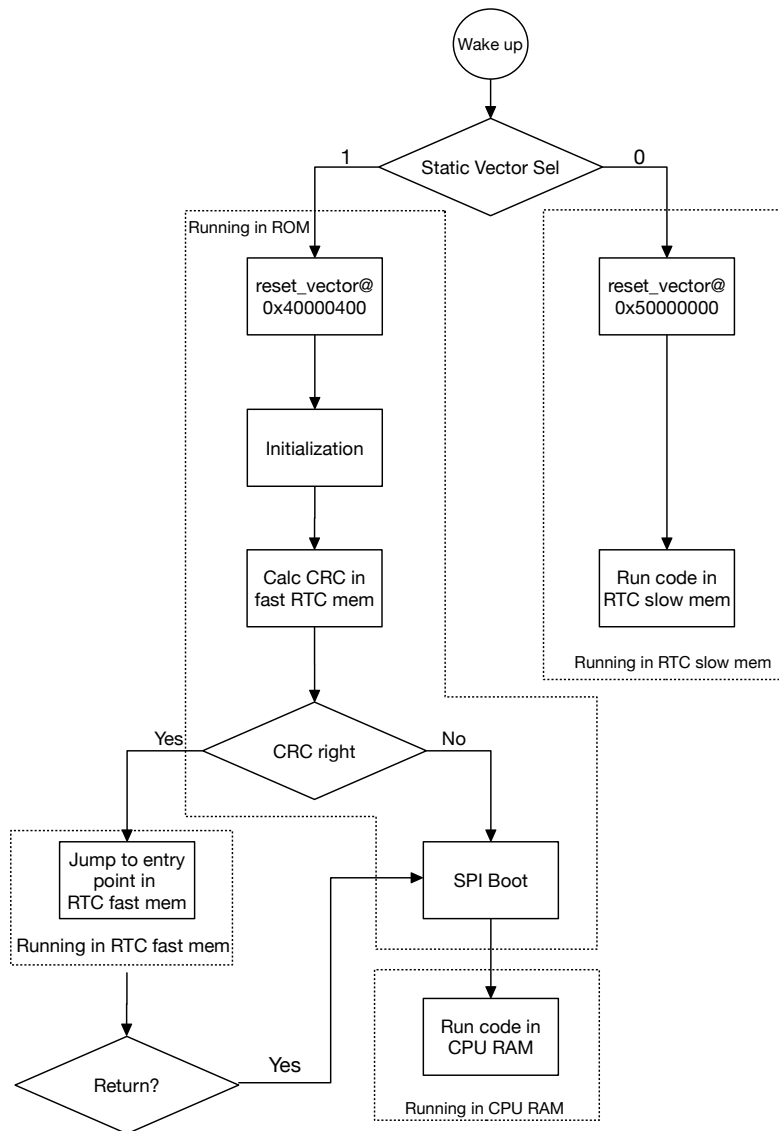 Wake up
Static Vector Sel
1
0
Running in ROM
reset_vector@
0x40000400
reset_vector@
0x50000000
Initialization
Calc CRC in
fast RTC mem
Run code in
RTC slow mem
Running in RTC slow mem
CRC right
Yes
No
Jump to entry
point in
RTC fast mem
Running in RTC fast mem
SPI Boot
Run code in
CPU RAM
Running in CPU RAM
Return?
Yes